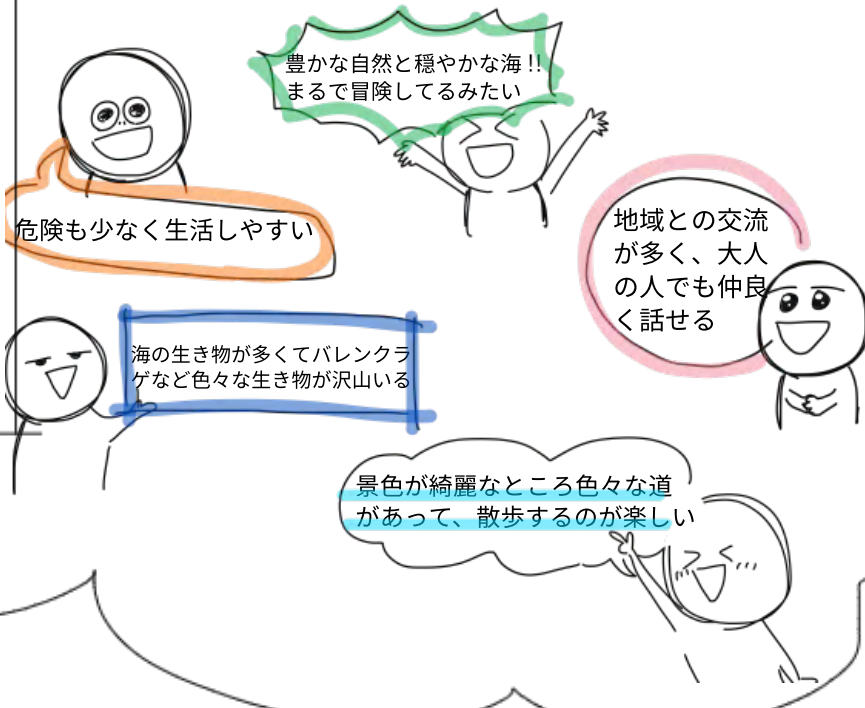 豊かな自然と穏やかな海!!
まるで冒険してるみたい
危険も少なく生活しやすい
地域との交流
が多く、大人
の人でも仲良
く話せる
海の生き物が多くてバレンクラ
ゲなど色々な生き物が沢山いる
景色が綺麗なところ色々な道
があって、散歩するのが楽しい